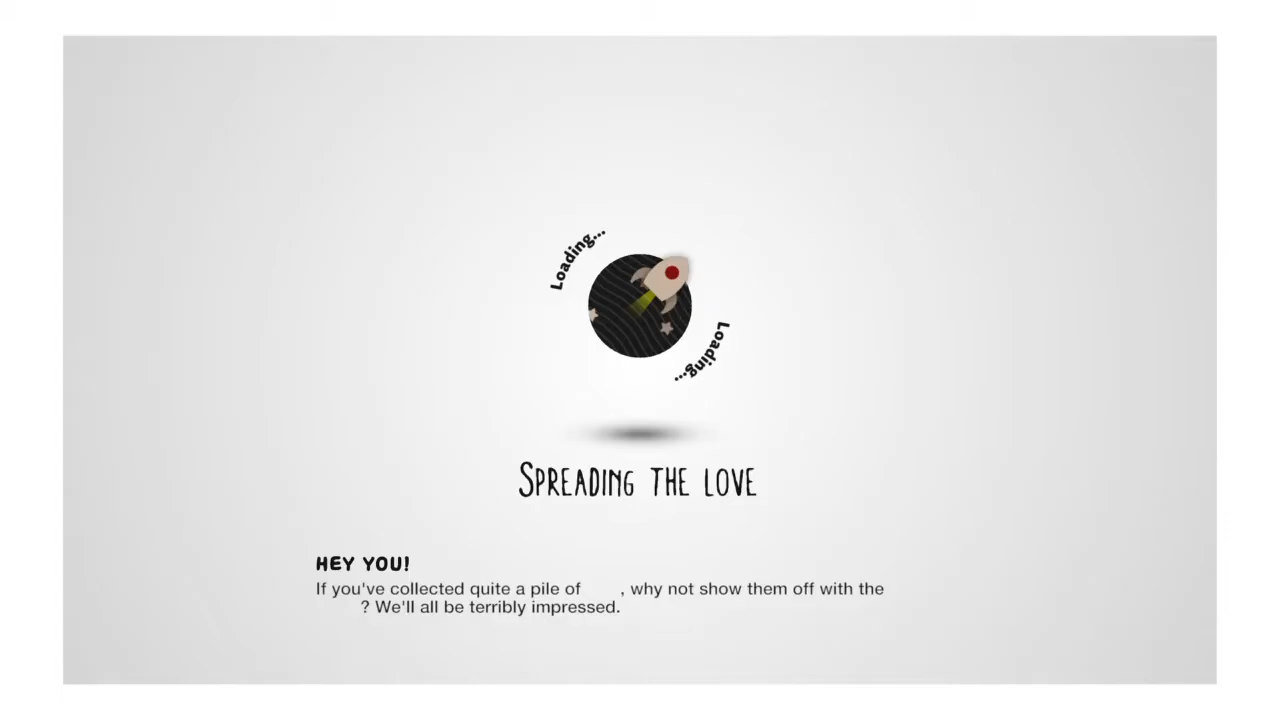 Loading...
Loading...
Spreading the love
HEY YOU!
If you've collected quite a pile of , why not show them off with the
? We'll all be terribly impressed.